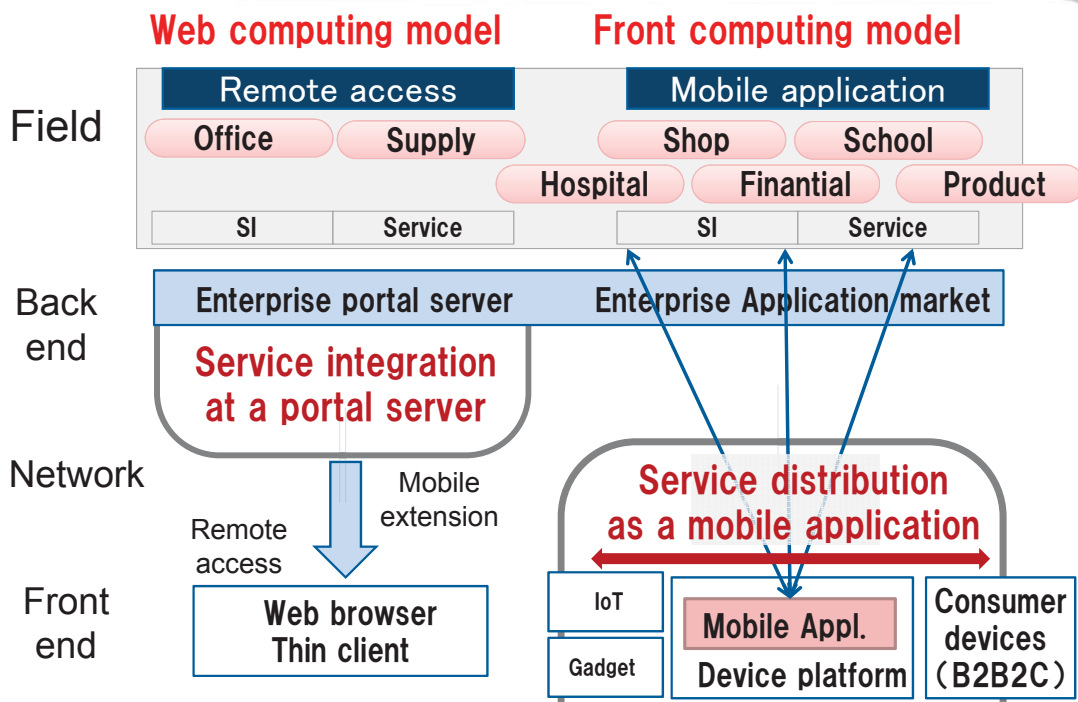 Web computing model
Front computing model
Field
Remote access
Mobile application
Office
Supply
Shop
School
Hospital
Finantial
Product
SI
Service
SI
Service
Back
end
Enterprise portal server
Enterprise Application market
Service integration
at a portal server
Network
Mobile
extension
Remote
access
Service distribution
as a mobile application
Front
end
Web browser
Thin client
IoT
Gadget
Mobile Appl.
Device platform
Consumer
devices
(B2B2C)